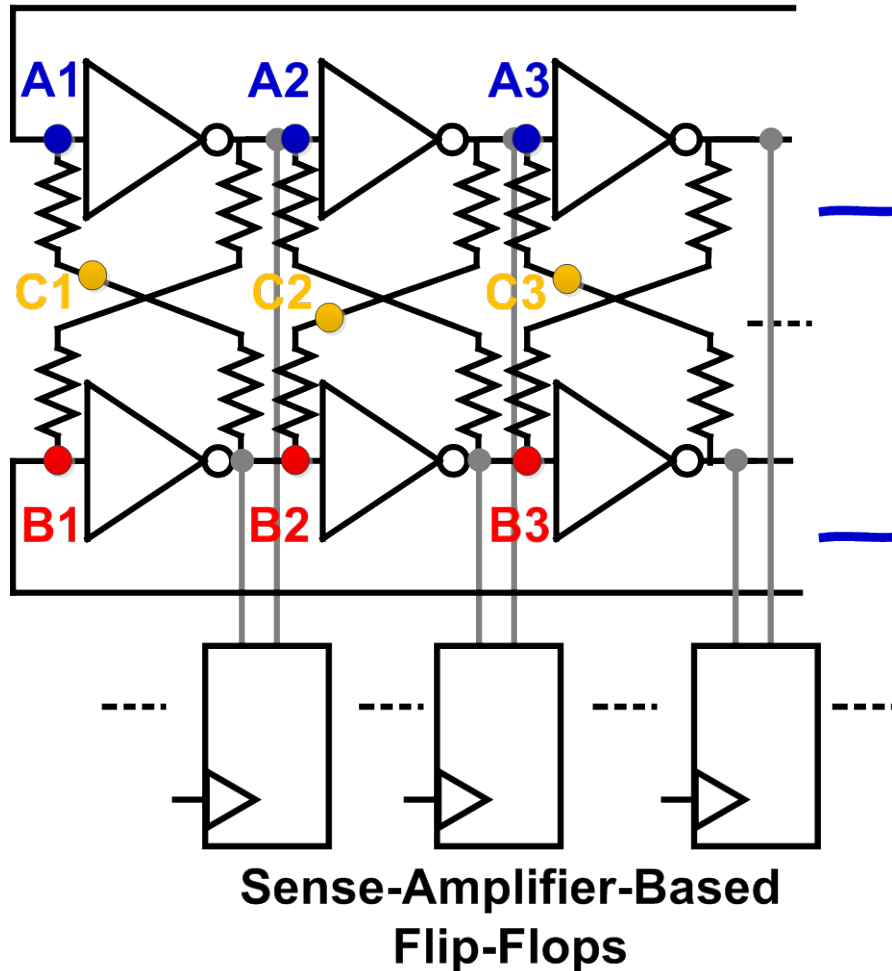 A1 A2 A3
C1 C2 C3
B1 B2 B3
Sense-Amplifier-Based
Flip-Flops